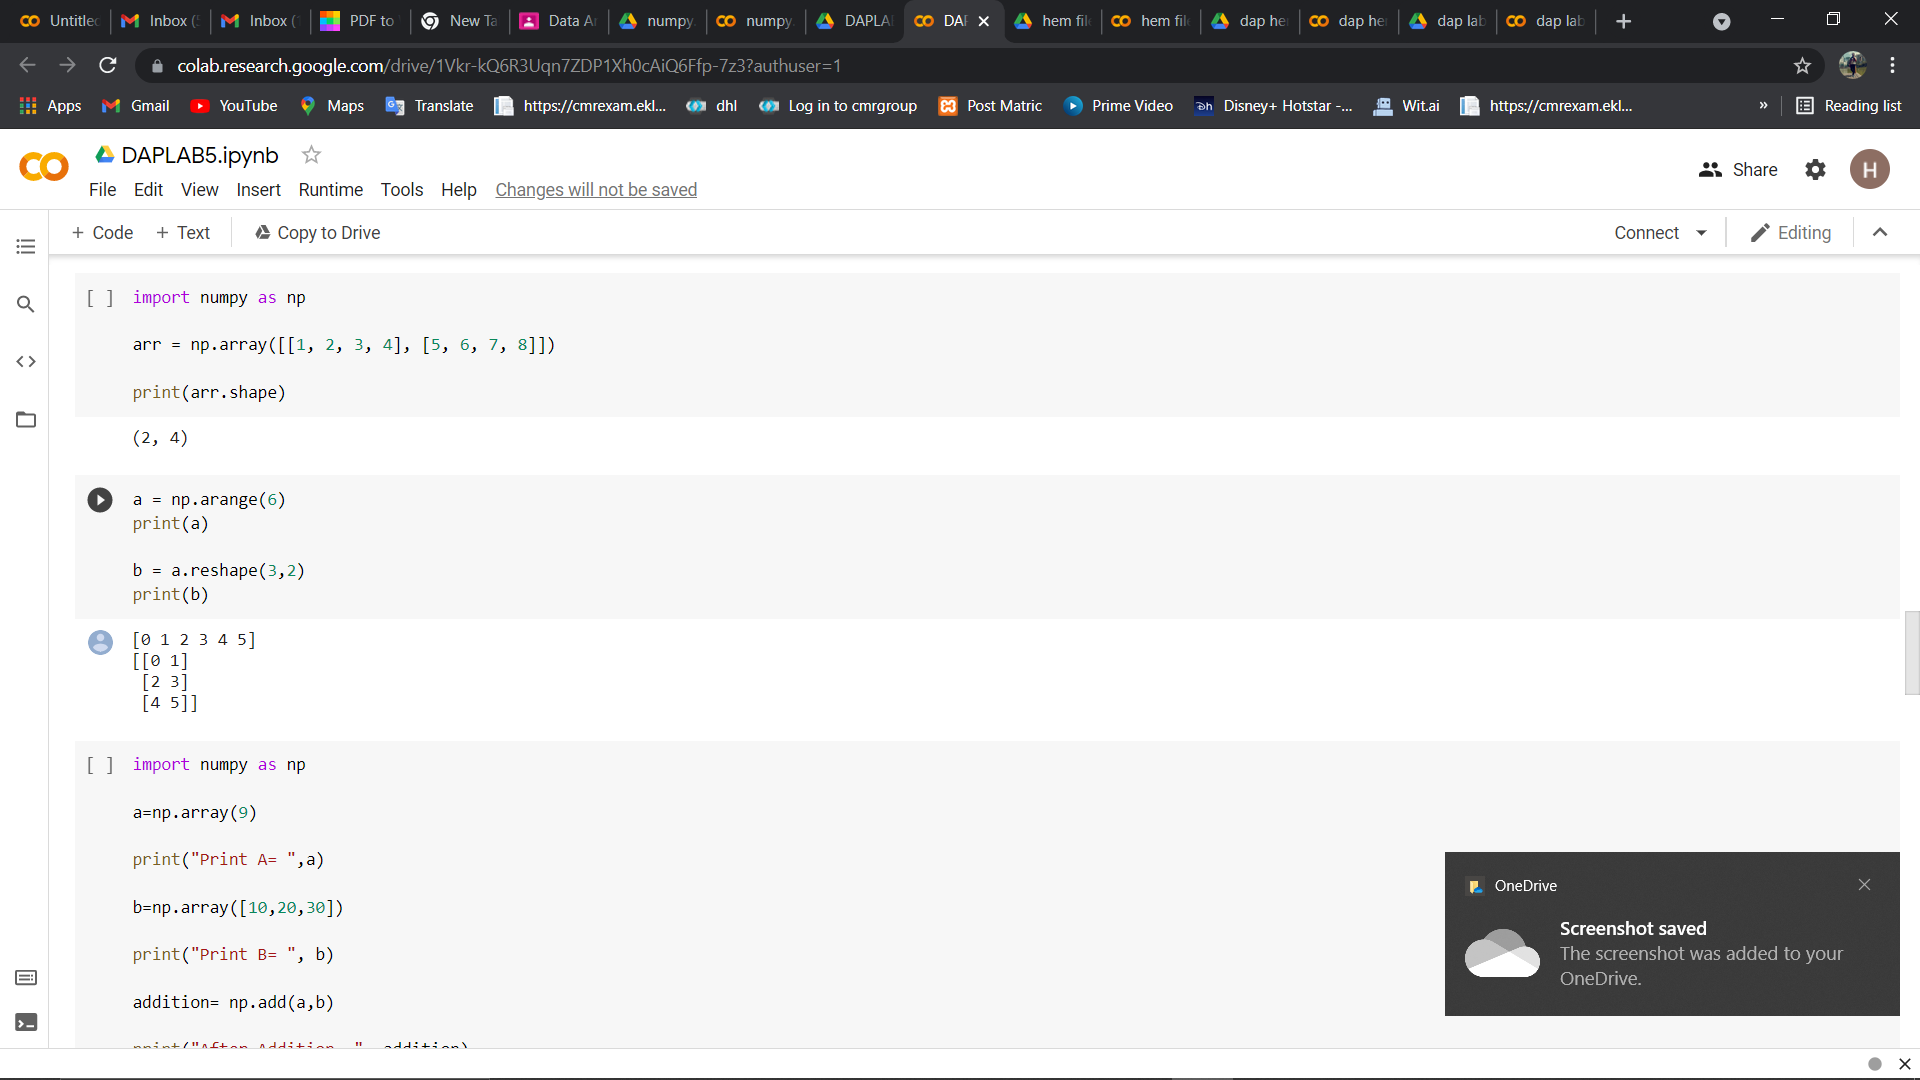 Untitled Inbox ( Inbox ( PDF to New Ta Data A numpy. numpy. DAPLA DA hem fil hem fil dap he dap he dap lab dap lab
colab.research.google.com/drive/1Vkr-kQ6R3Uqn7ZDP1Xh0cAiQ6Ffp-7z3?authuser=1
Apps Gmail YouTube Maps Translate https://cmrexam.ekl... dhl Log in to cmrgroup Post Matric Prime Video Disney+ Hotstar -... Wit.ai https://cmrexam.ekl... » Reading list
DAPLAB5.ipynb
File Edit View Insert Runtime Tools Help Changes will not be saved
Share H
+ Code + Text Copy to Drive Connect Editing
[ ] import numpy as np
arr = np.array([[1, 2, 3, 4], [5, 6, 7, 8]])
print(arr.shape)
(2, 4)
a = np.arange(6)
print(a)
b = a.reshape(3,2)
print(b)
[0 1 2 3 4 5]
[[0 1]
[2 3]
[4 5]]
[ ] import numpy as np
a=np.array(9)
print("Print A= ",a)
b=np.array([10,20,30])
print("Print B= ", b)
addition= np.add(a,b)
OneDrive
Screenshot saved
The screenshot was added to your
OneDrive.